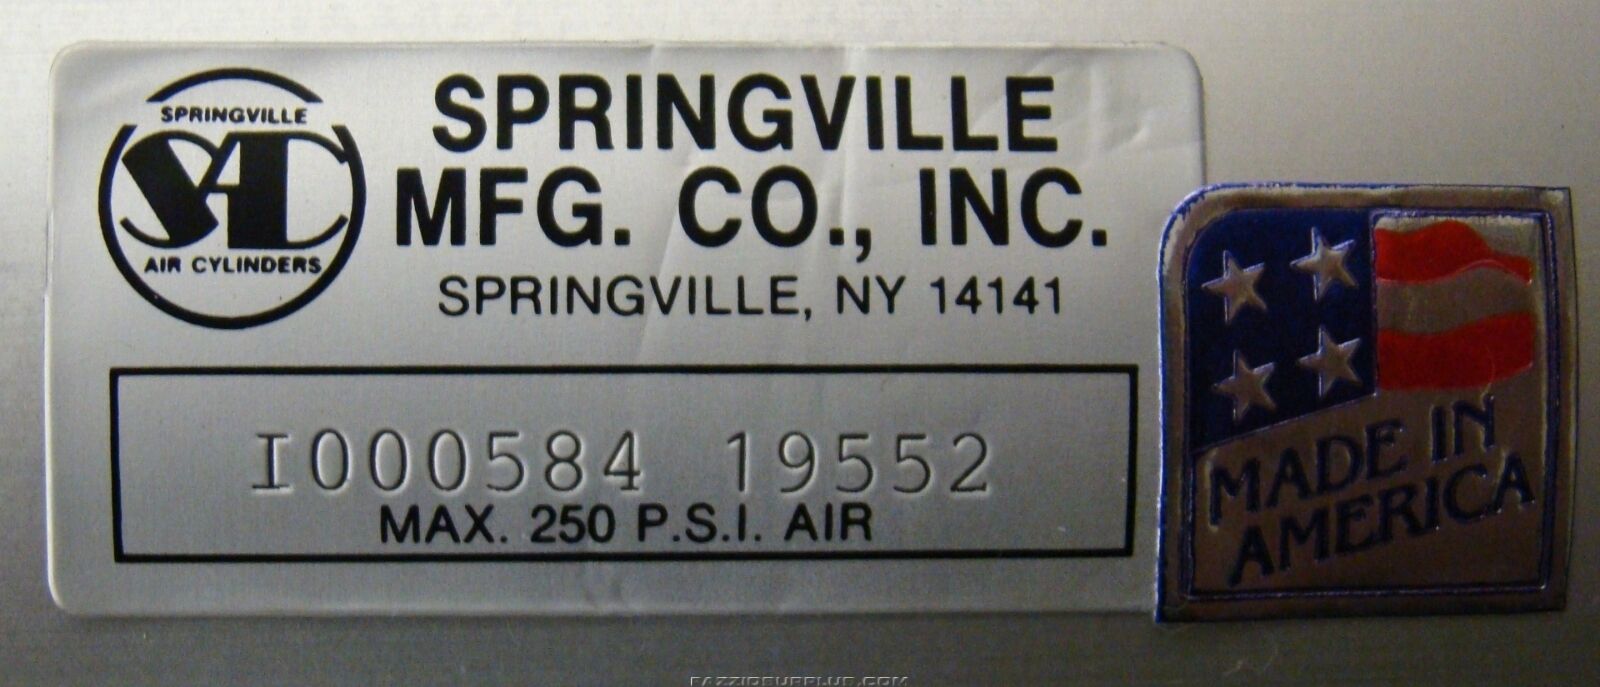 SPRINGVILLE
SAC
AIR CYLINDERS
SPRINGVILLE
MFG. CO., INC.
SPRINGVILLE, NY 14141
I000584 19552
MAX. 250 P.S.I. AIR
MADE IN
AMERICA